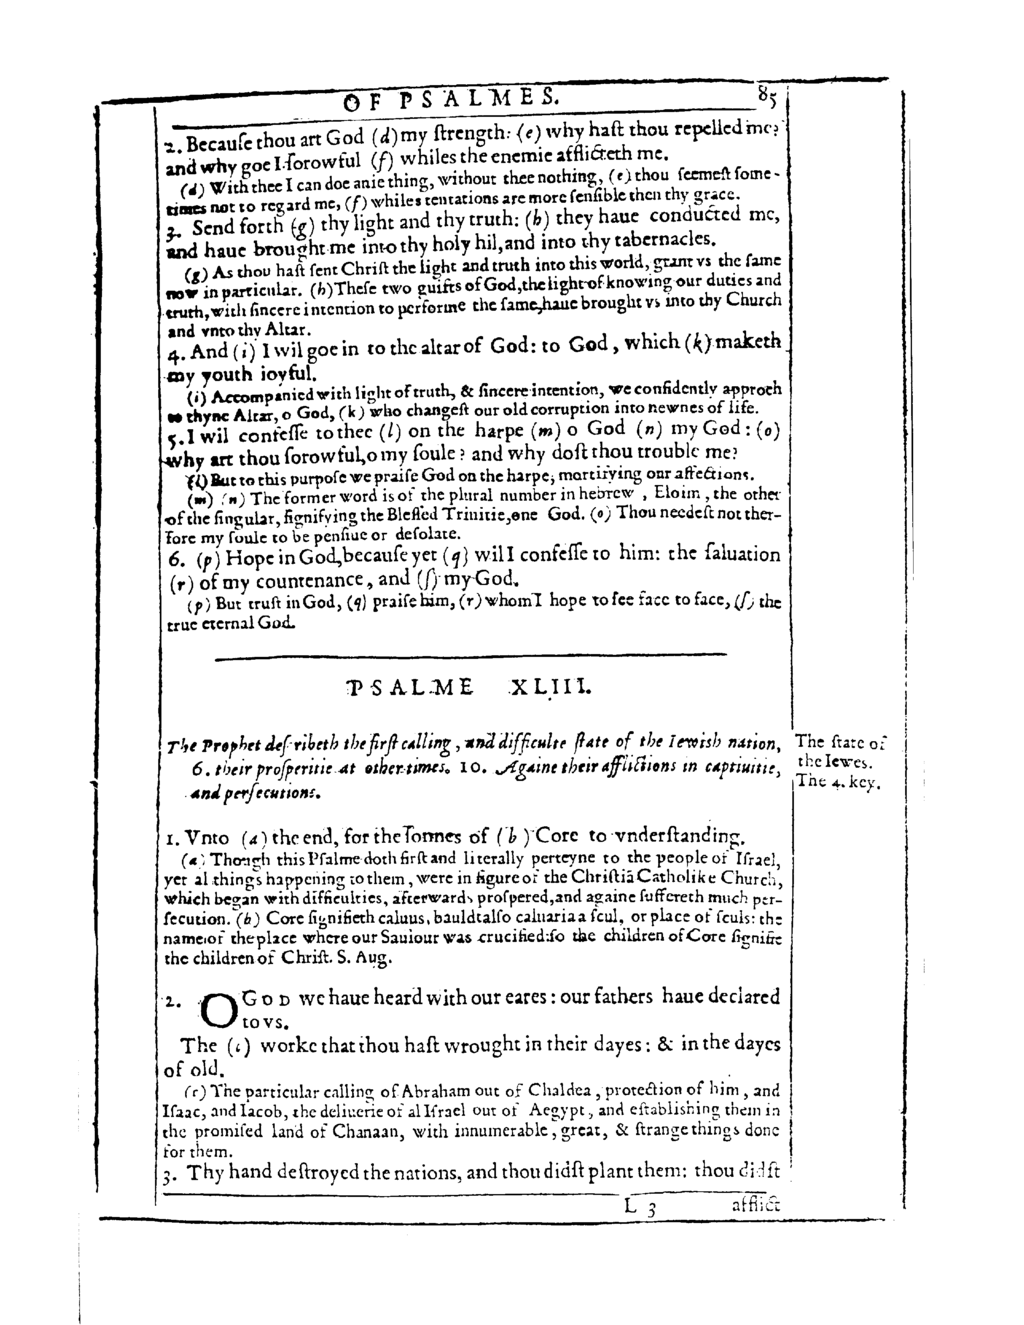 OF PSALMES. 85
2. Becauſe thou art God (d) my ſtrength: (e) why haſt thou repelled me?
and why goe I ſorowful (f) whiles the enemie afflicteth me.
(d) With thee I can doe anie thing, without thee nothing, (e) thou ſeemeſt ſome-
times not to regard me, (f) whiles tentations are more ſenſible then thy grace.
3. Send forth (g) thy light and thy truth: (h) they haue conducted me,
and haue brought me into thy holy hil, and into thy tabernacles.
(g) As thou haſt ſent Chriſt the light and truth into this world, grant vs the ſame
now in particular. (h) Theſe two guifts of God, the light of knowing our duties and
truth, with ſincere intention to performe the ſame, haue brought vs into thy Church
and vnto thy Altar.
4. And (i) I wil goe in to the altar of God: to God, which (k) maketh
my youth ioyful.
(i) Accompanied with light of truth, & ſincere intention, we confidently approch
to thyne Altar, o God, (k) who changeſt our old corruption into newnes of life.
5. I wil confeſſe to thee (l) on the harpe (m) o God (n) my God: (o)
why art thou ſorowful, o my ſoule? and why doſt thou trouble me?
(l) But to this purpoſe we praiſe God on the harpe, mortifying our affections.
(m) (n) The former word is of the plural number in hebrew, Eloim, the other
of the ſingular, ſignifying the Bleſſed Trinitie, one God. (o) Thou needeſt not ther-
fore my ſoule to be penſiue or deſolate.
6. (p) Hope in God, becauſe yet (q) wil I confeſſe to him: the ſaluation
(r) of my countenance, and (ſ) my God.
(p) But truſt in God, (q) praiſe him, (r) whom I hope to ſee face to face, (ſ) the
true eternal God.
PSALME XLIII.
The Prophet deſcribeth the firſt calling, and difficulte ſtate of the Iewish nation, The ſtate of
6. their proſperitie at other times. 10. Againe their afflictions in captiuitie, the Iewes.
and perſecutions. The 4. key.
1. Vnto (a) the end, for the ſonnes of (b) Core to vnderſtanding.
(a) Though this Pſalme doth firſt and literally perteyne to the people of Iſrael,
yet al things happening to them, were in figure of the Chriſtiã Catholike Church,
which began with difficulties, afterwards proſpered, and againe ſuffereth much per-
ſecution. (b) Core ſignifieth caluus, bauld talſo caluaria a ſcul, or place of ſculs: the
name of the place where our Sauiour was crucified: ſo the children of Core ſignifie
the children of Chriſt. S. Aug.
2. O GOD we haue heard with our eares: our fathers haue declared
to vs.
The (c) worke that thou haſt wrought in their dayes: & in the dayes
of old.
(c) The particular calling of Abraham out of Chaldea, protection of him, and
Iſaac, and Iacob, the deliuerie of al Iſrael out of Aegypt, and eſtablishing them in
the promiſed land of Chanaan, with innumerable, great, & ſtrange things done
for them.
3. Thy hand deſtroyed the nations, and thou didſt plant them: thou didſt
L 3 afflict